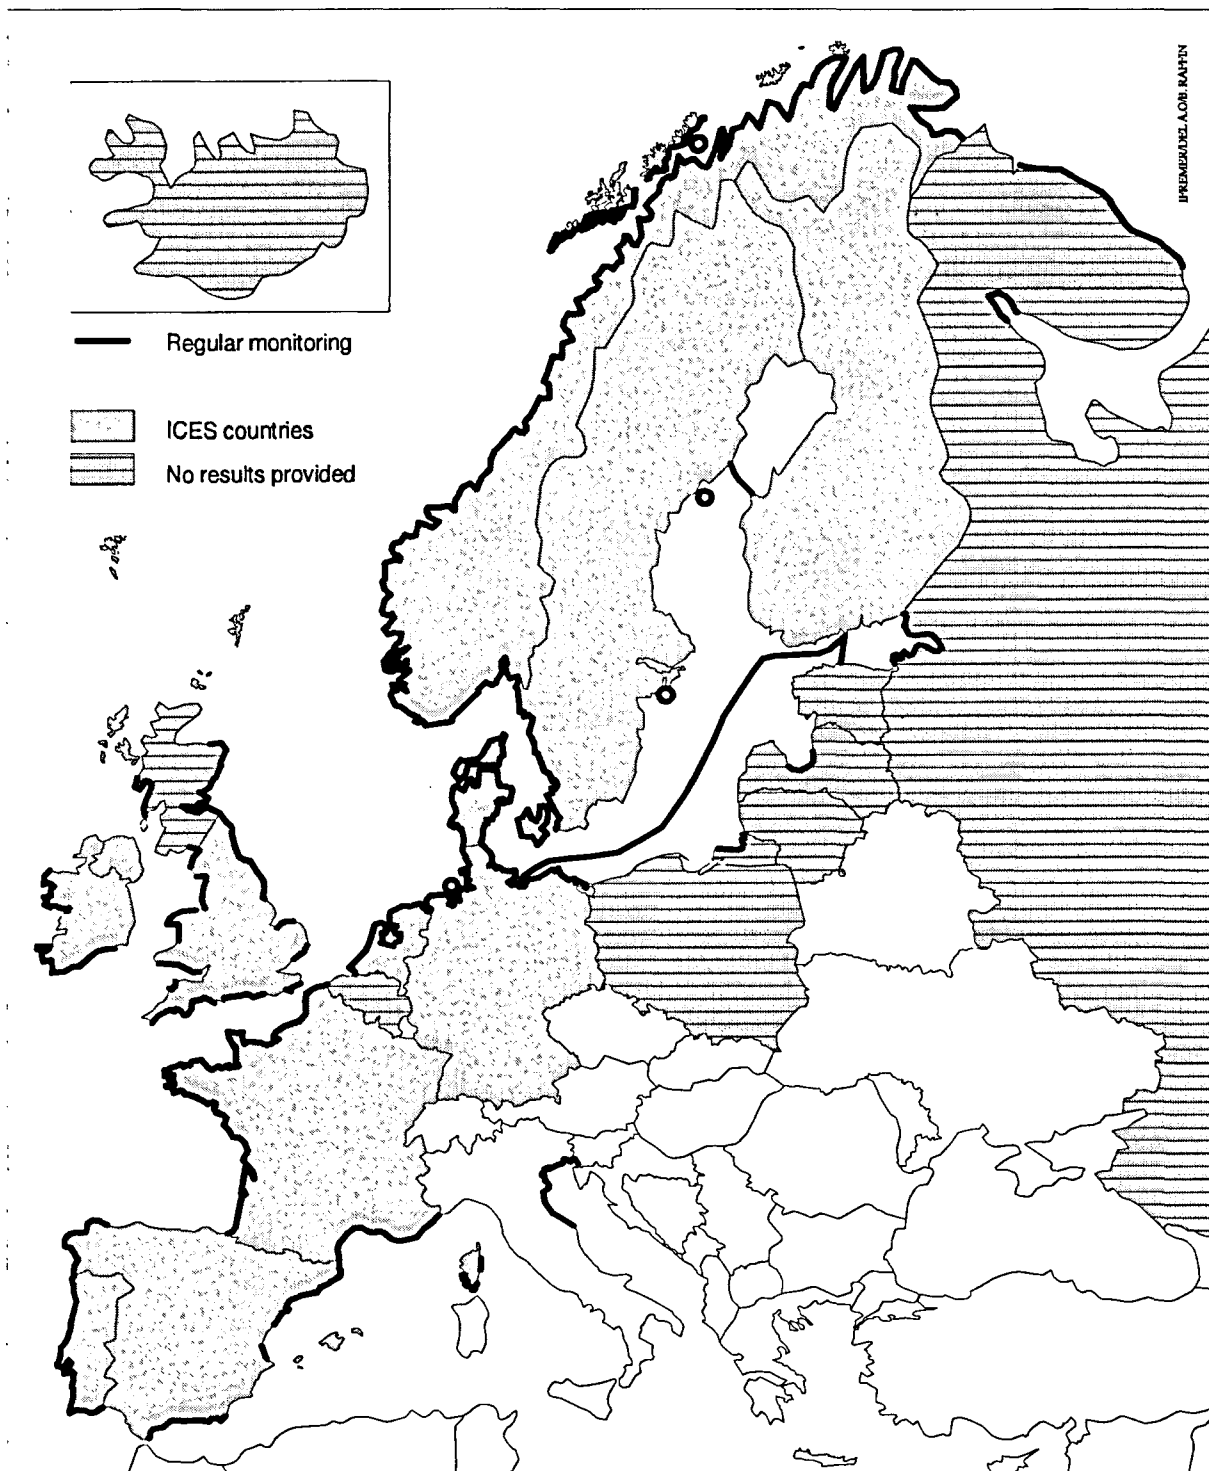 Regular monitoring
ICES countries
No results provided